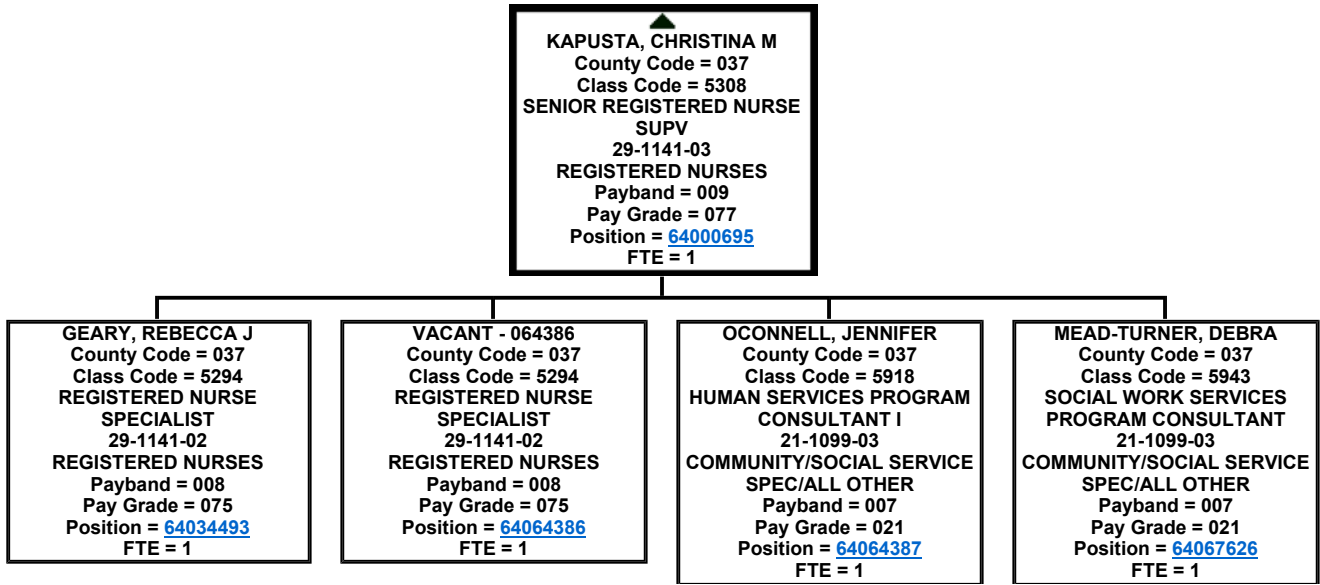 KAPUSTA, CHRISTINA M
County Code = 037
Class Code = 5308
SENIOR REGISTERED NURSE
SUPV
29-1141-03
REGISTERED NURSES
Payband = 009
Pay Grade = 077
Position = 64000695
FTE = 1
GEARY, REBECCA J
County Code = 037
Class Code = 5294
REGISTERED NURSE
SPECIALIST
29-1141-02
REGISTERED NURSES
Payband = 008
Pay Grade = 075
Position = 64034493
FTE = 1
VACANT - 064386
County Code = 037
Class Code = 5294
REGISTERED NURSE
SPECIALIST
29-1141-02
REGISTERED NURSES
Payband = 008
Pay Grade = 075
Position = 64064386
FTE = 1
OCONNELL, JENNIFER
County Code = 037
Class Code = 5918
HUMAN SERVICES PROGRAM
CONSULTANT I
21-1099-03
COMMUNITY/SOCIAL SERVICE
SPEC/ALL OTHER
Payband = 007
Pay Grade = 021
Position = 64064387
FTE = 1
MEAD-TURNER, DEBRA
County Code = 037
Class Code = 5943
SOCIAL WORK SERVICES
PROGRAM CONSULTANT
21-1099-03
COMMUNITY/SOCIAL SERVICE
SPEC/ALL OTHER
Payband = 007
Pay Grade = 021
Position = 64067626
FTE = 1